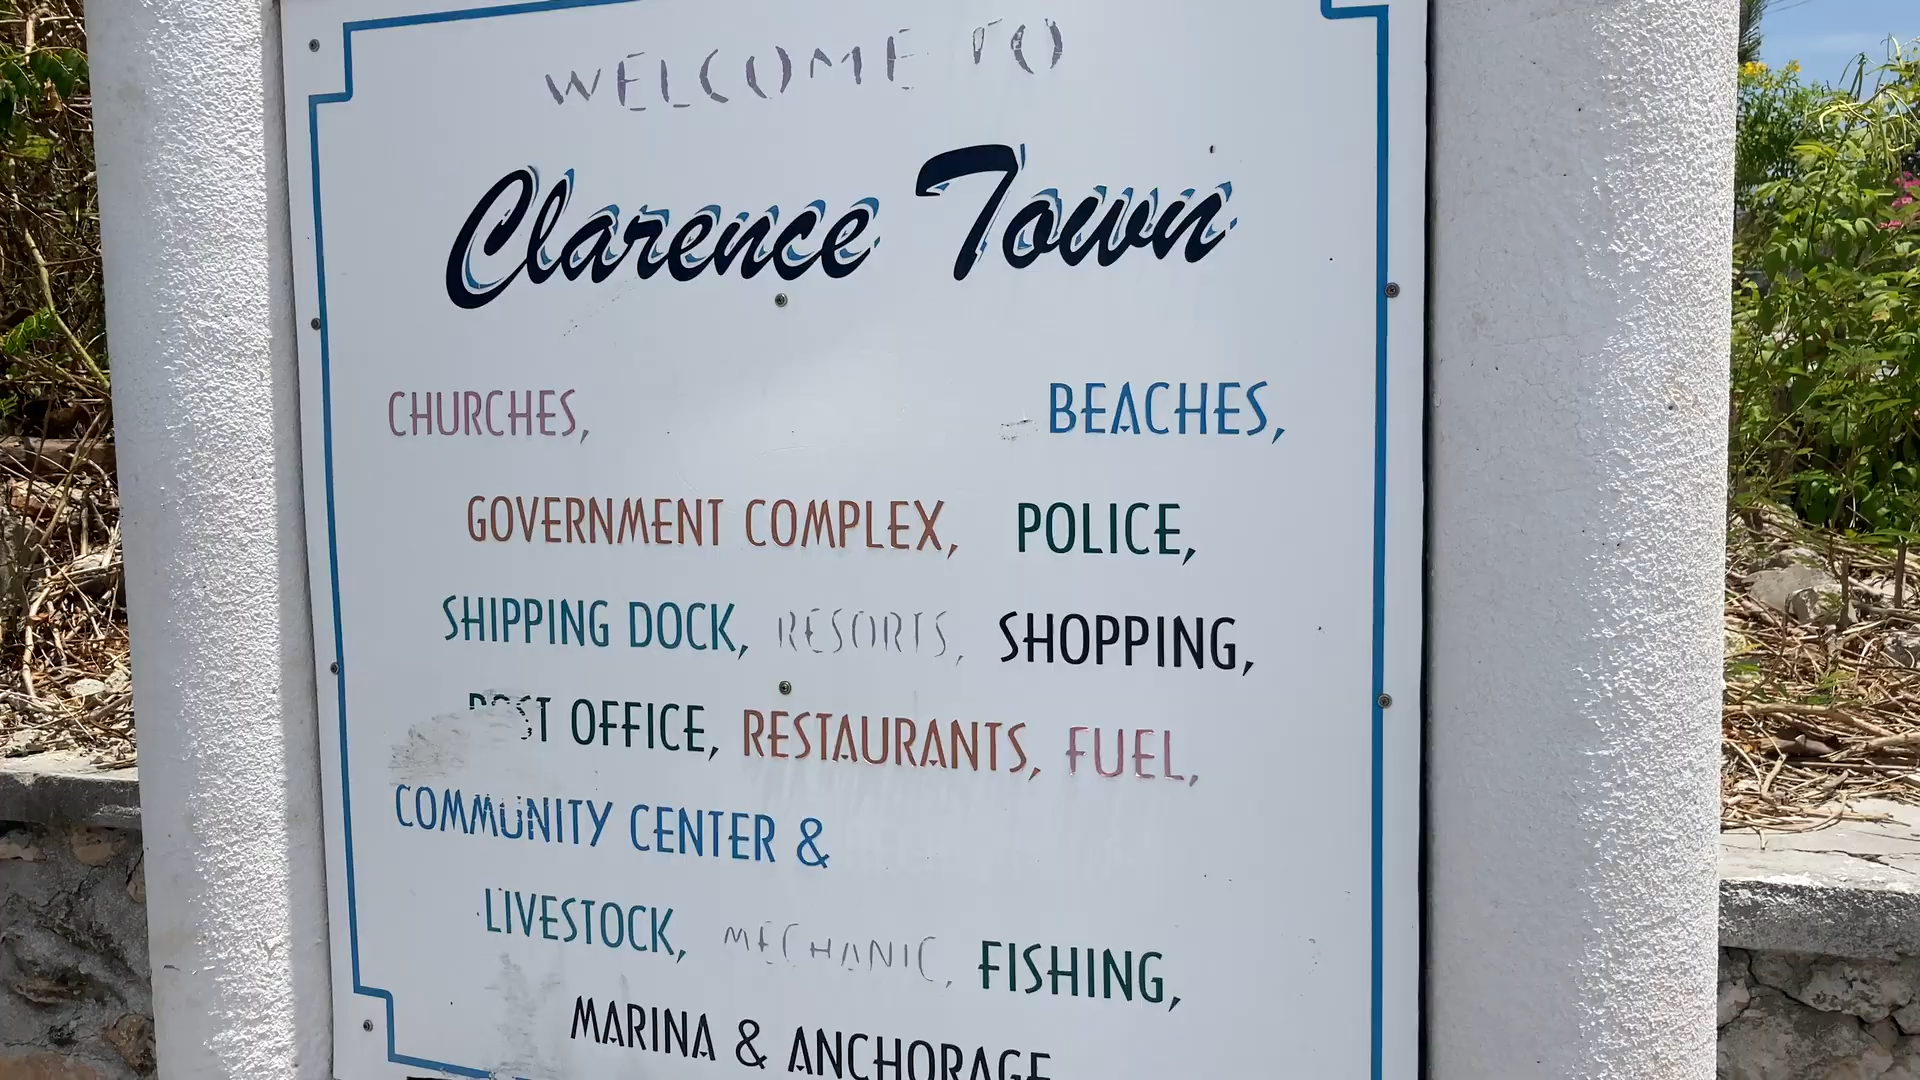 WELCOME TO
Clarence Town
CHURCHES, BEACHES,
GOVERNMENT COMPLEX, POLICE,
SHIPPING DOCK, RESORTS, SHOPPING,
POST OFFICE, RESTAURANTS, FUEL,
COMMUNITY CENTER &
LIVESTOCK, MECHANIC, FISHING,
MARINA & ANCHORAGE